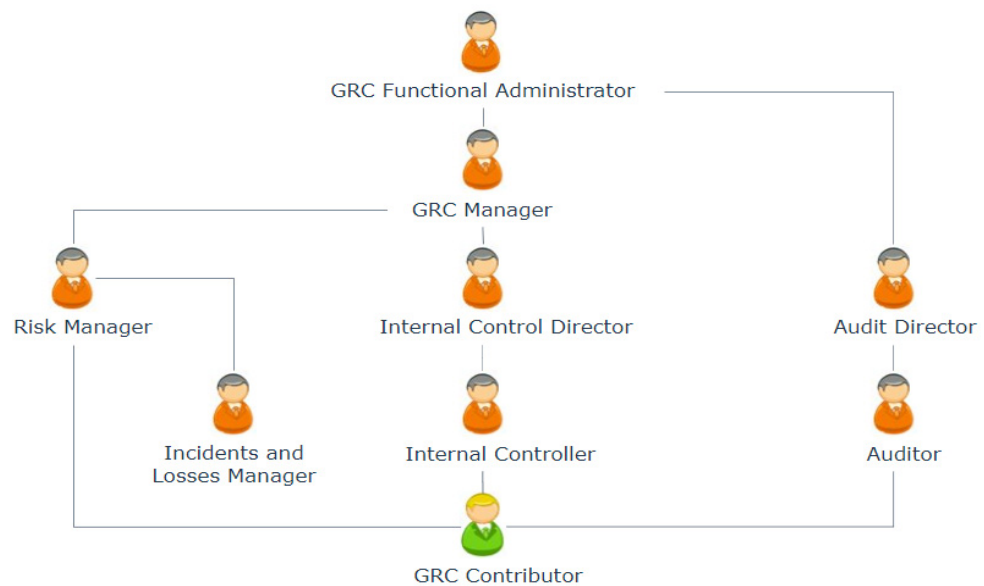 GRC Functional Administrator
GRC Manager
Risk Manager
Internal Control Director
Audit Director
Incidents and
Losses Manager
Internal Controller
Auditor
GRC Contributor